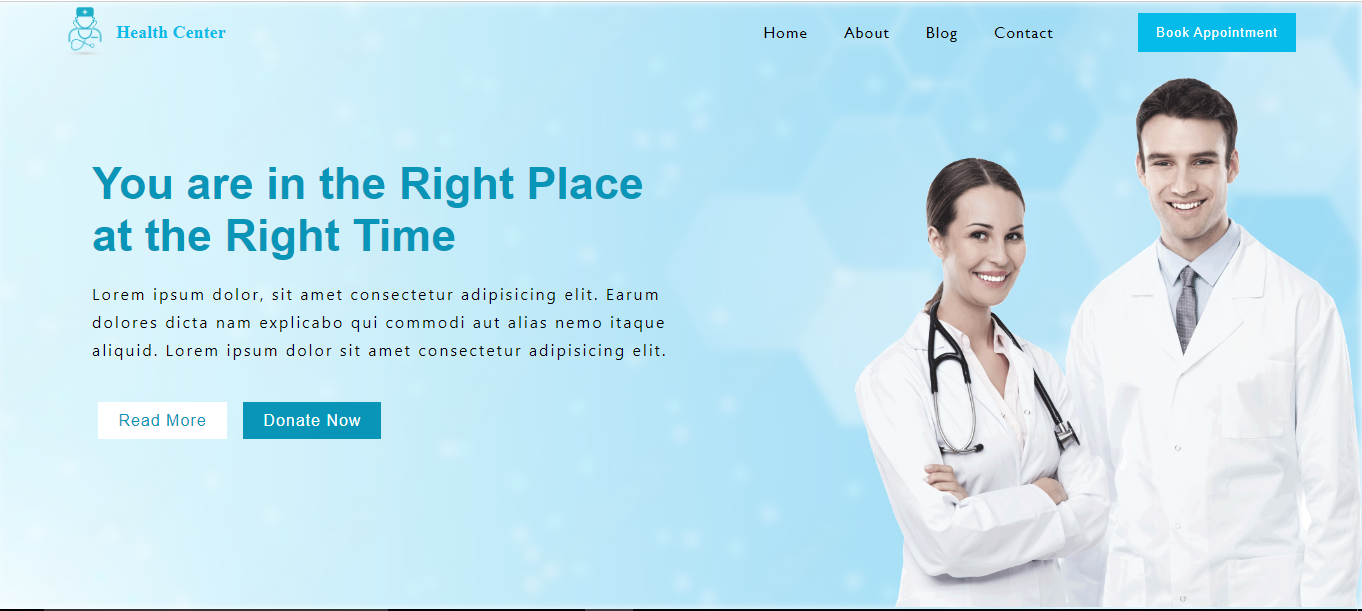 Health Center
Home About Blog Contact
Book Appointment
You are in the Right Place
at the Right Time
Lorem ipsum dolor, sit amet consectetur adipisicing elit. Earum
dolores dicta nam explicabo qui commodi aut alias nemo itaque
aliquid. Lorem ipsum dolor sit amet consectetur adipisicing elit.
Read More
Donate Now